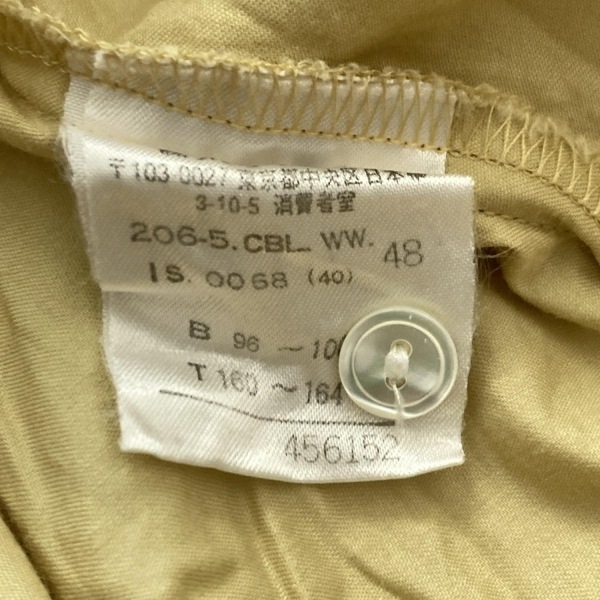 〒103 0027 東京都中央区日本橋
3-10-5 消費者室
206-5.CBL WW. 48
IS. 0068 (40)
B 96 ～
T 160 ～ 164
456152